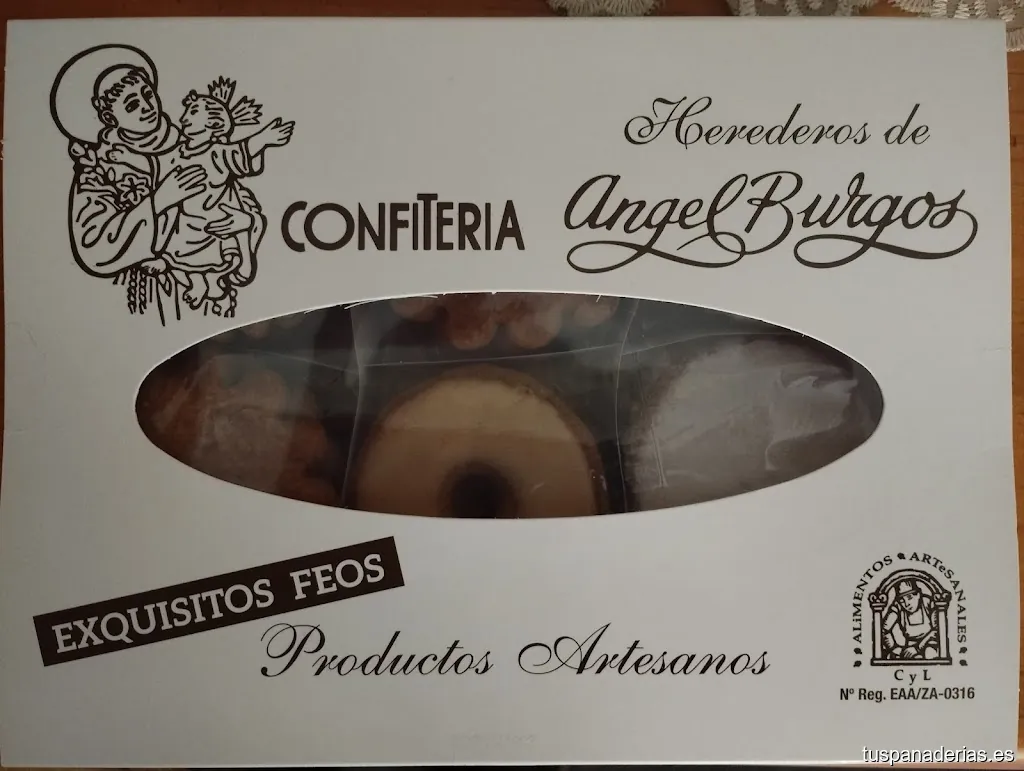 Herederos de
CONFITERIA
Angel Burgos
EXQUISITOS FEOS
Productos Artesanos
ALIMENTOS ARTeSANALES
C y L
Nº Reg. EAA/ZA-0316
tuspanaderias.es